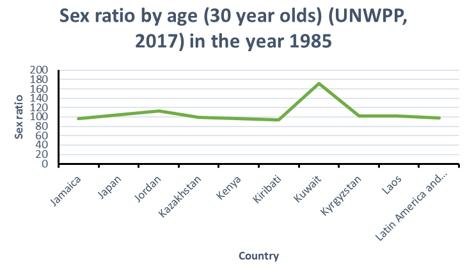 Sex ratio by age (30 year olds) (UNWPP,
2017) in the year 1985
Sex ratio
200
180
160
140
120
100
80
60
40
20
0
Jamaica
Japan
Jordan
Kazakhstan
Kenya
Kiribati
Kuwait
Kyrgyzstan
Laos
Latin America and...
Country